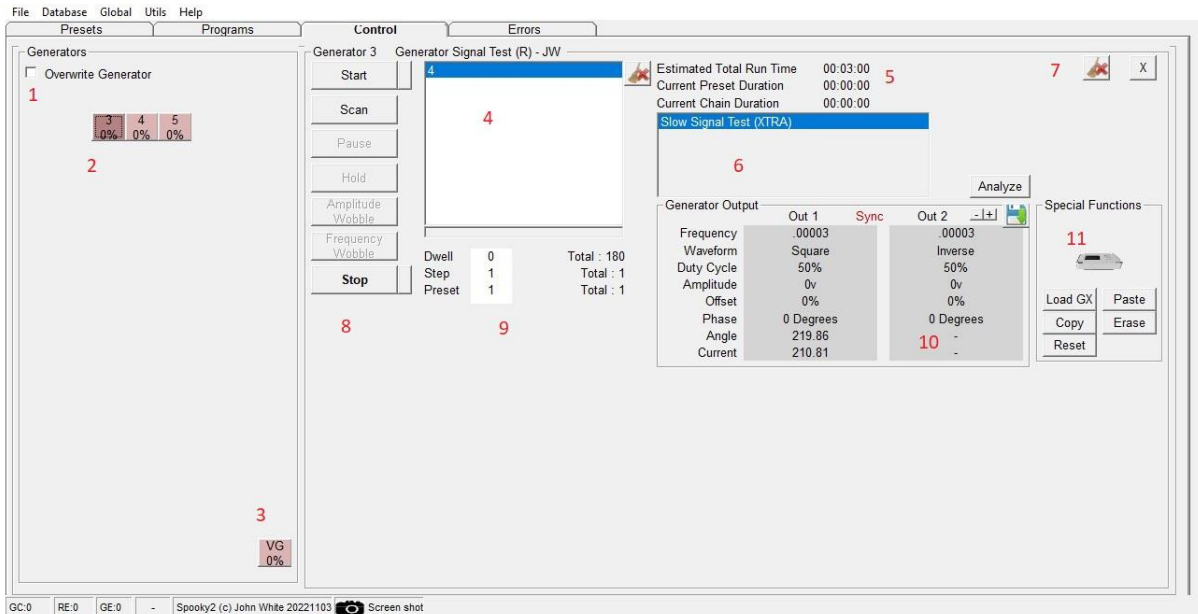 File Database Global Utils Help
Presets Programs Control Errors
Generators
Overwrite Generator
1
3 4 5
0% 0% 0%
2
3
VG
0%
Generator 3 Generator Signal Test (R) - JW
Start
Scan
Pause
Hold
Amplitude
Wobble
Frequency
Wobble
Stop
8
4
4
Dwell 0 Total : 180
Step 1 Total : 1
Preset 1 Total : 1
9
Estimated Total Run Time 00:03:00
Current Preset Duration 00:00:00
Current Chain Duration 00:00:00
5
7
X
Slow Signal Test (XTRA)
6
Analyze
Generator Output
Out 1 Sync Out 2 - +
Frequency .00003 .00003
Waveform Square Inverse
Duty Cycle 50% 50%
Amplitude 0v 0v
Offset 0% 0%
Phase 0 Degrees 0 Degrees
Angle 219.86 -
Current 210.81 -
10
Special Functions
11
Load GX Paste
Copy Erase
Reset
GC:0 RE:0 GE:0 - Spooky2 (c) John White 20221103 Screen shot